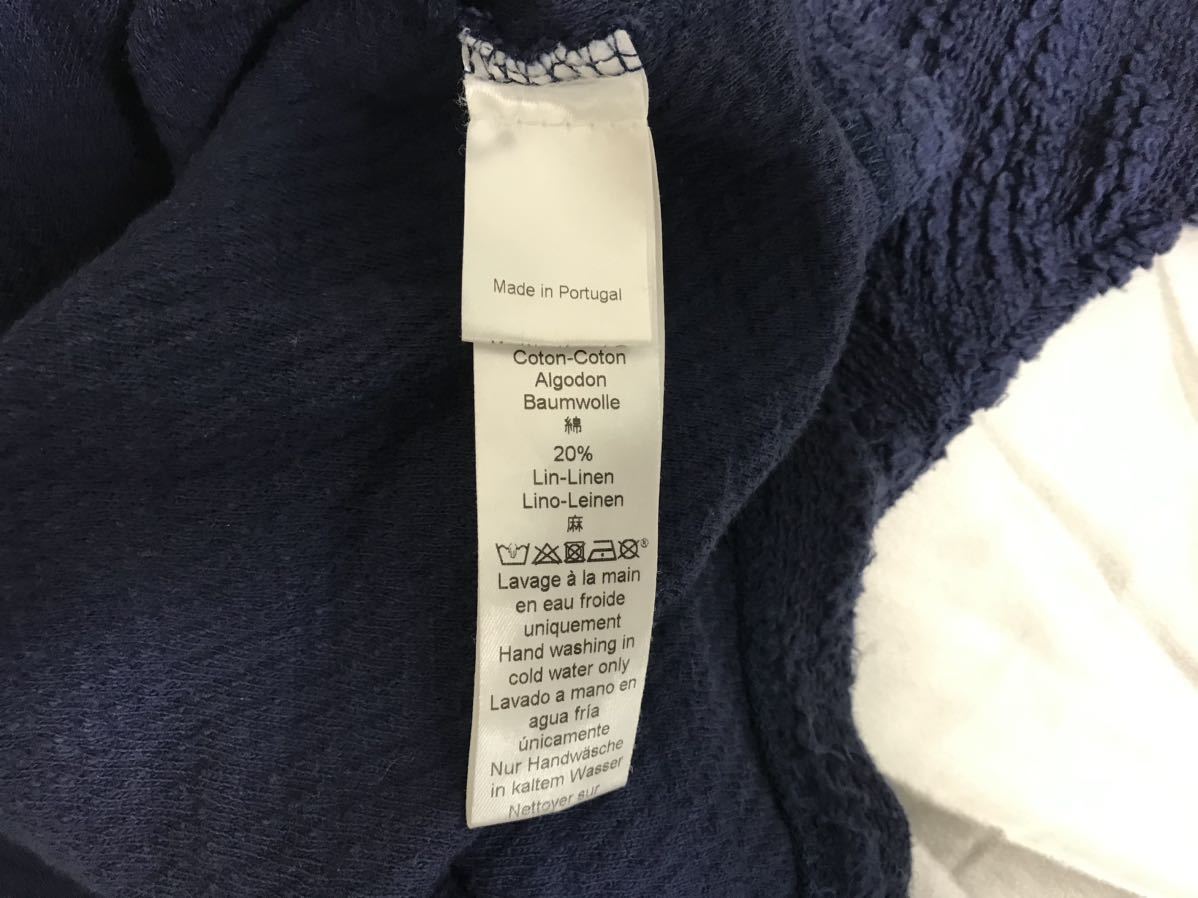 Made in Portugal
Coton-Coton
Algodon
Baumwolle
綿
20%
Lin-Linen
Lino-Leinen
麻
Lavage à la main
en eau froide
uniquement
Hand washing in
cold water only
Lavado a mano en
agua fría
únicamente
Nur Handwäsche
in kaltem Wasser
Nettoyer sur